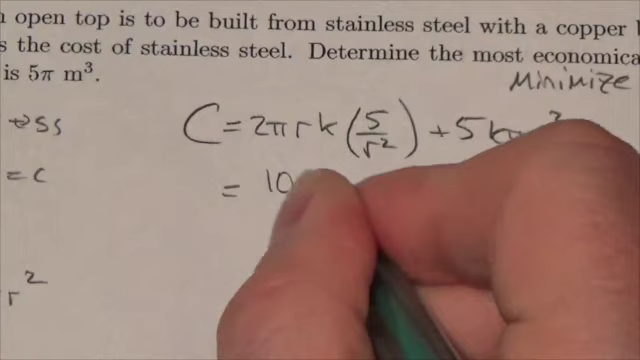 open top is to be built from stainless steel with a copper
the cost of stainless steel. Determine the most
is 5π m³.
minimize
→ SS
C = 2πrk(5/r²) + 5k
= C
= 10
r²